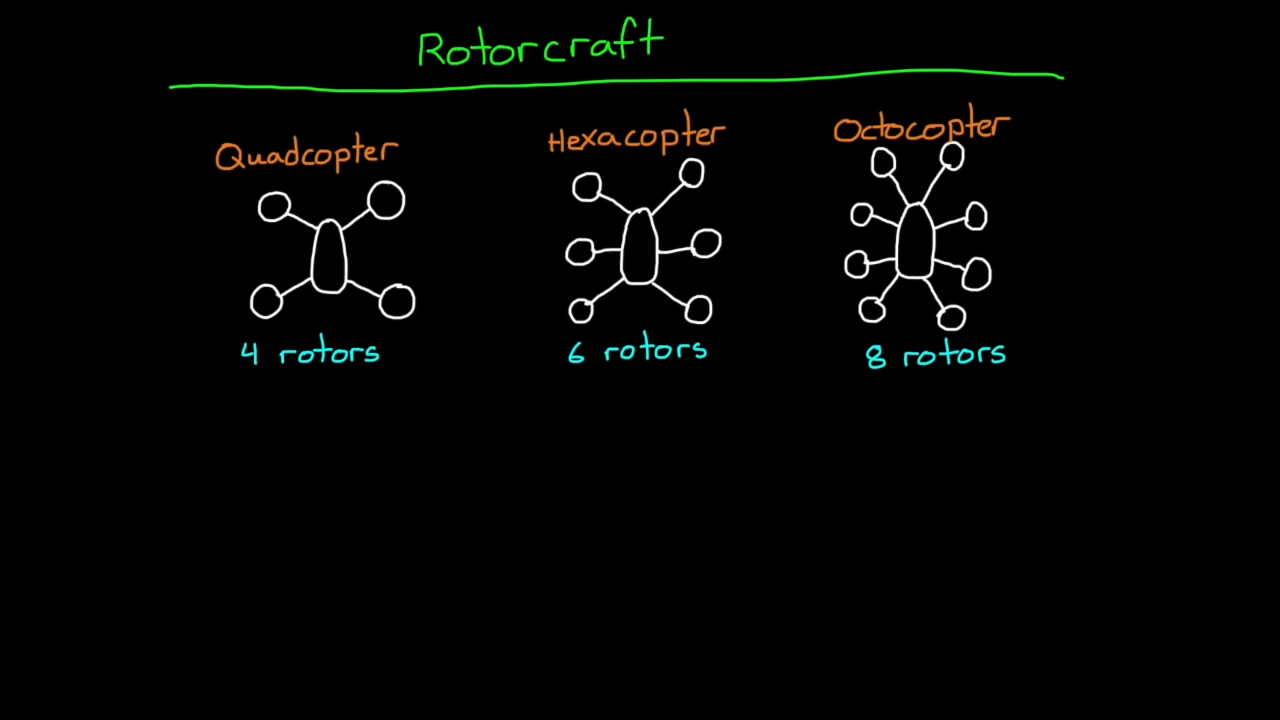 Rotorcraft
Quadcopter
Hexacopter
Octocopter
4 rotors
6 rotors
8 rotors